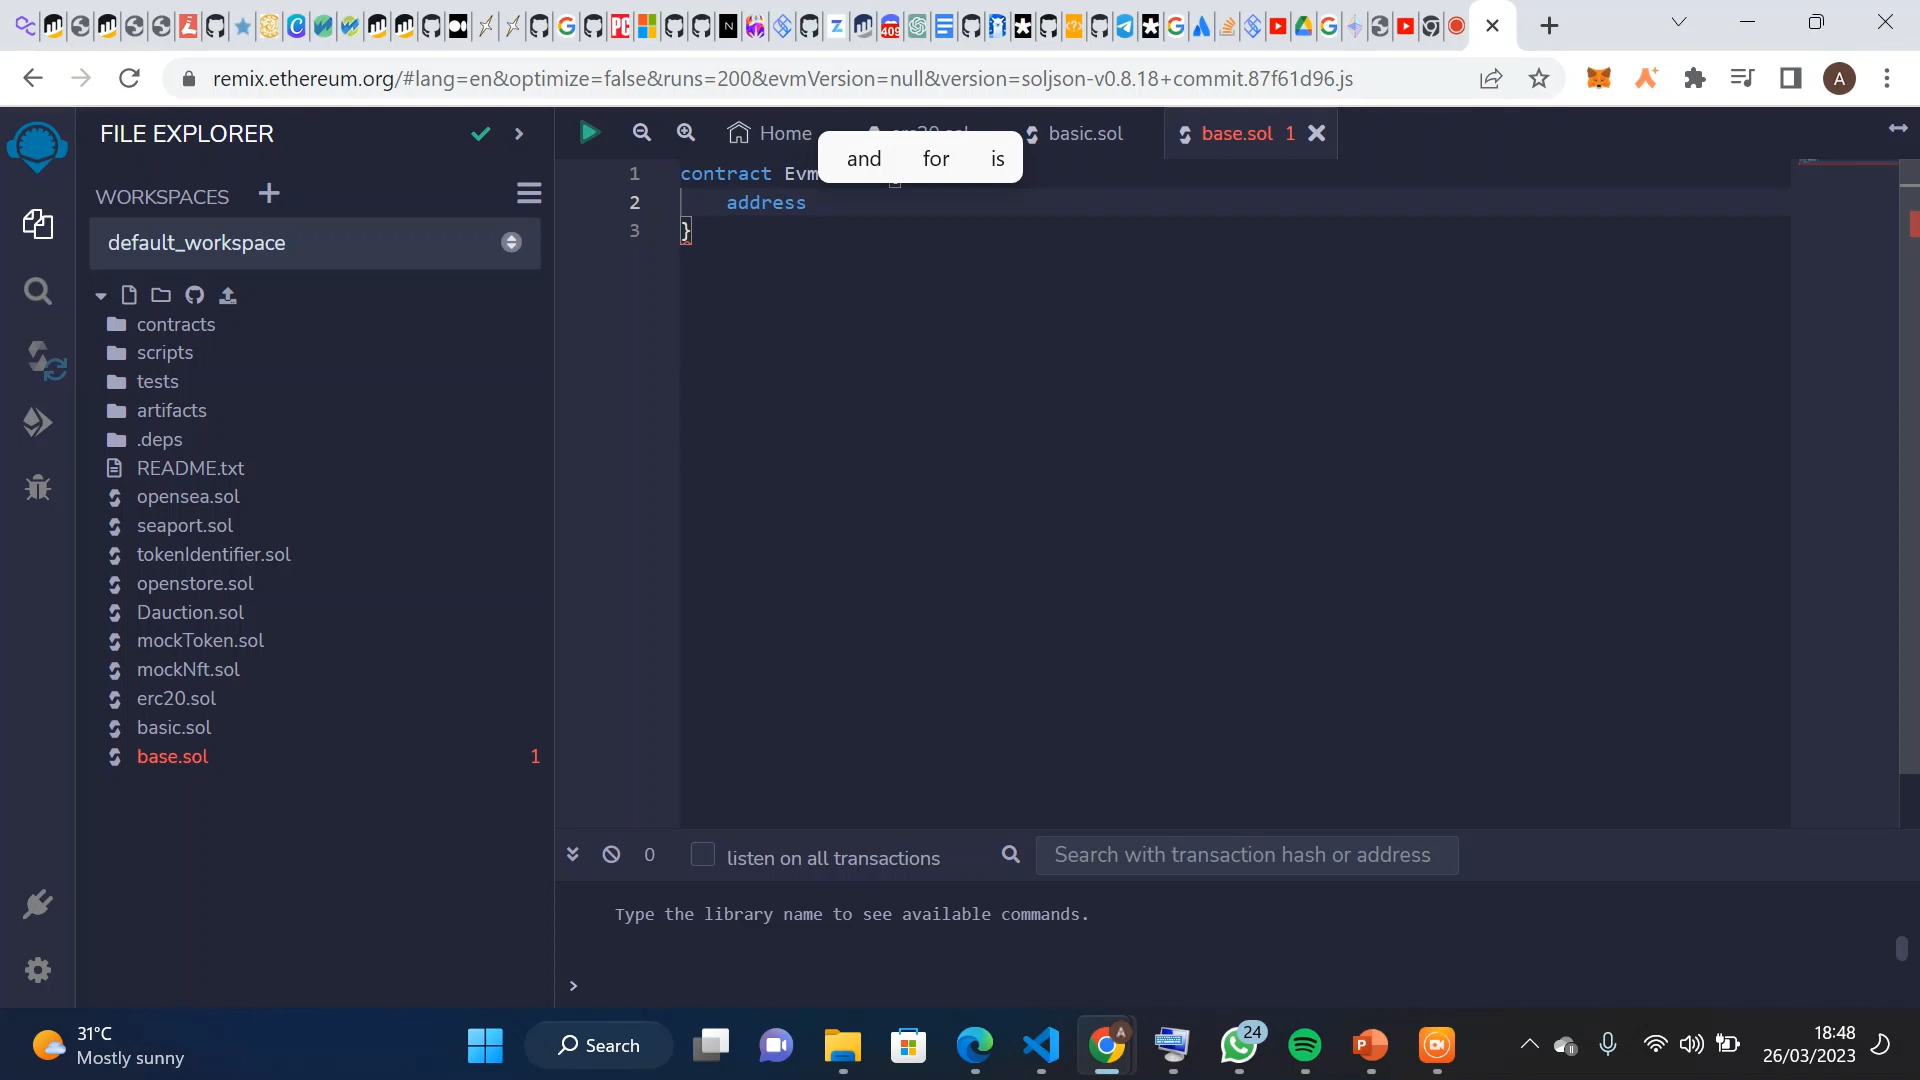 remix.ethereum.org/#lang=en&optimize=false&runs=200&evmVersion=null&version=soljson-v0.8.18+commit.87f61d96.js
A
FILE EXPLORER
Home
basic.sol
base.sol 1
and for is
WORKSPACES
default_workspace
1 contract Evm
2 address
3 }
contracts
scripts
tests
artifacts
.deps
README.txt
opensea.sol
seaport.sol
tokenIdentifier.sol
openstore.sol
Dauction.sol
mockToken.sol
mockNft.sol
erc20.sol
basic.sol
base.sol 1
0 listen on all transactions Search with transaction hash or address
Type the library name to see available commands.
>
31°C
Mostly sunny
Search
24
18:48
26/03/2023